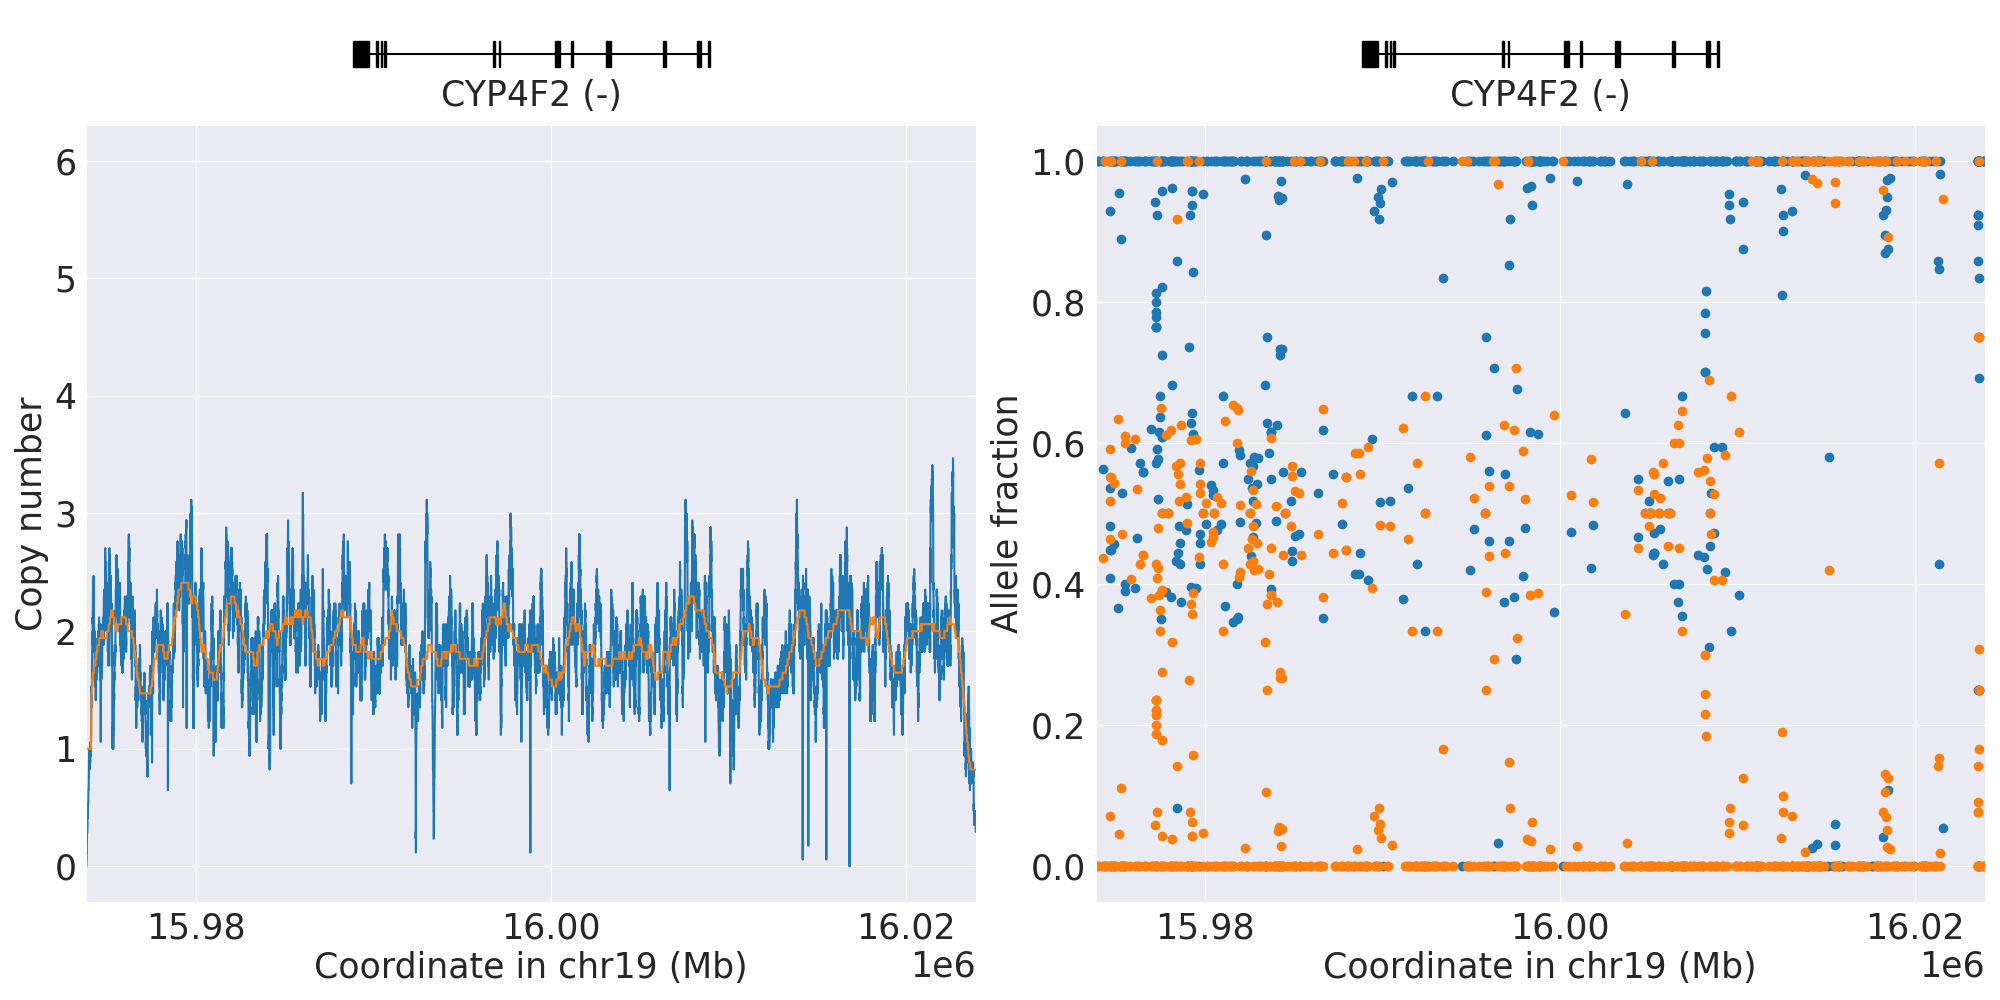 CYP4F2 (-)
6
5
4
3
2
1
0
Copy number
15.98
16.00
16.02
Coordinate in chr19 (Mb)
1e6
CYP4F2 (-)
1.0
0.8
0.6
0.4
0.2
0.0
Allele fraction
15.98
16.00
16.02
Coordinate in chr19 (Mb)
1e6